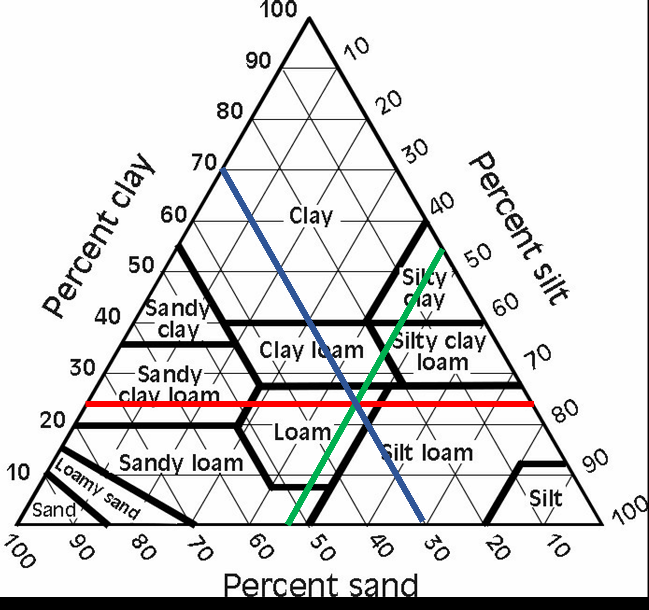 100
90
80
70
60
50
40
30
20
10
Percent clay
10
20
30
40
50
60
70
80
90
100
Percent silt
Clay
Silty
clay
Sandy
clay
Clay loam
Silty clay
loam
Sandy
clay loam
Loam
Silt loam
Sandy loam
Loamy sand
Sand
Silt
100
90
80
70
60
50
40
30
20
10
Percent sand